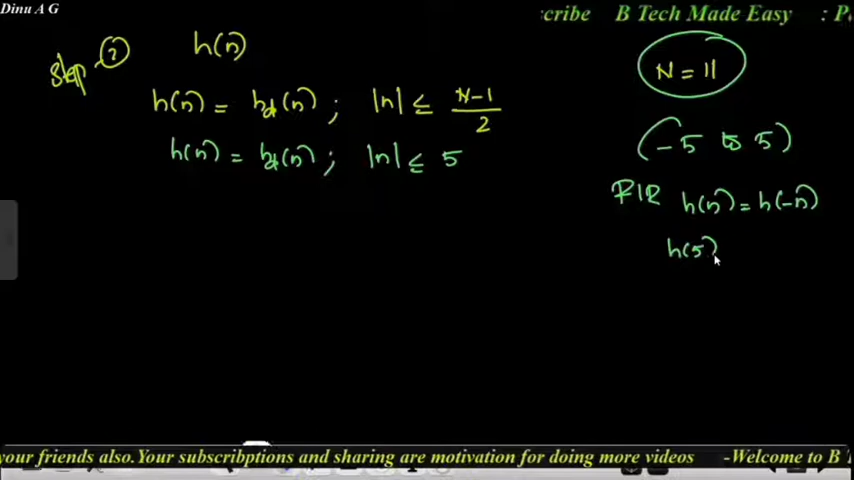 Dinu A G
cribe B Tech Made Easy : P
Step - 2
h(n)
h(n) = hd(n) ; |n| ≤ N-1/2
h(n) = hd(n) ; |n| ≤ 5
N = 11
(-5 to 5)
FIR h(n) = h(-n)
h(5)
your friends also.Your subscribptions and sharing are motivation for doing more videos -Welcome to B